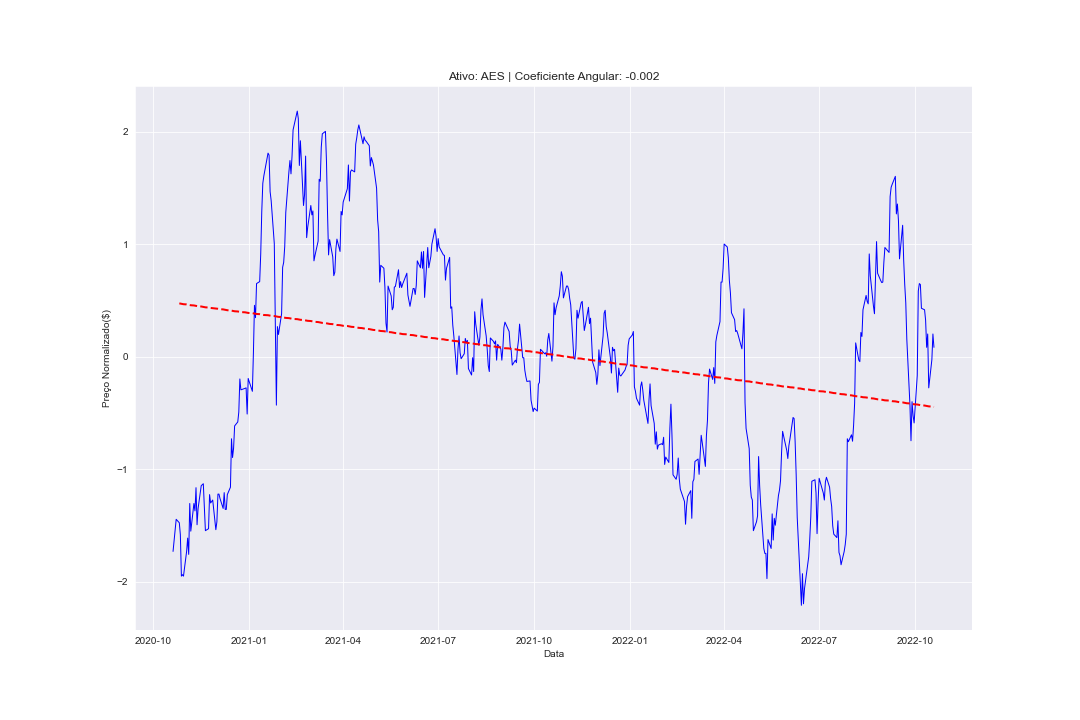 Ativo: AES | Coeficiente Angular: -0.002
Preço Normalizado($)
2
1
0
−1
−2
2020-10 2021-01 2021-04 2021-07 2021-10 2022-01 2022-04 2022-07 2022-10
Data